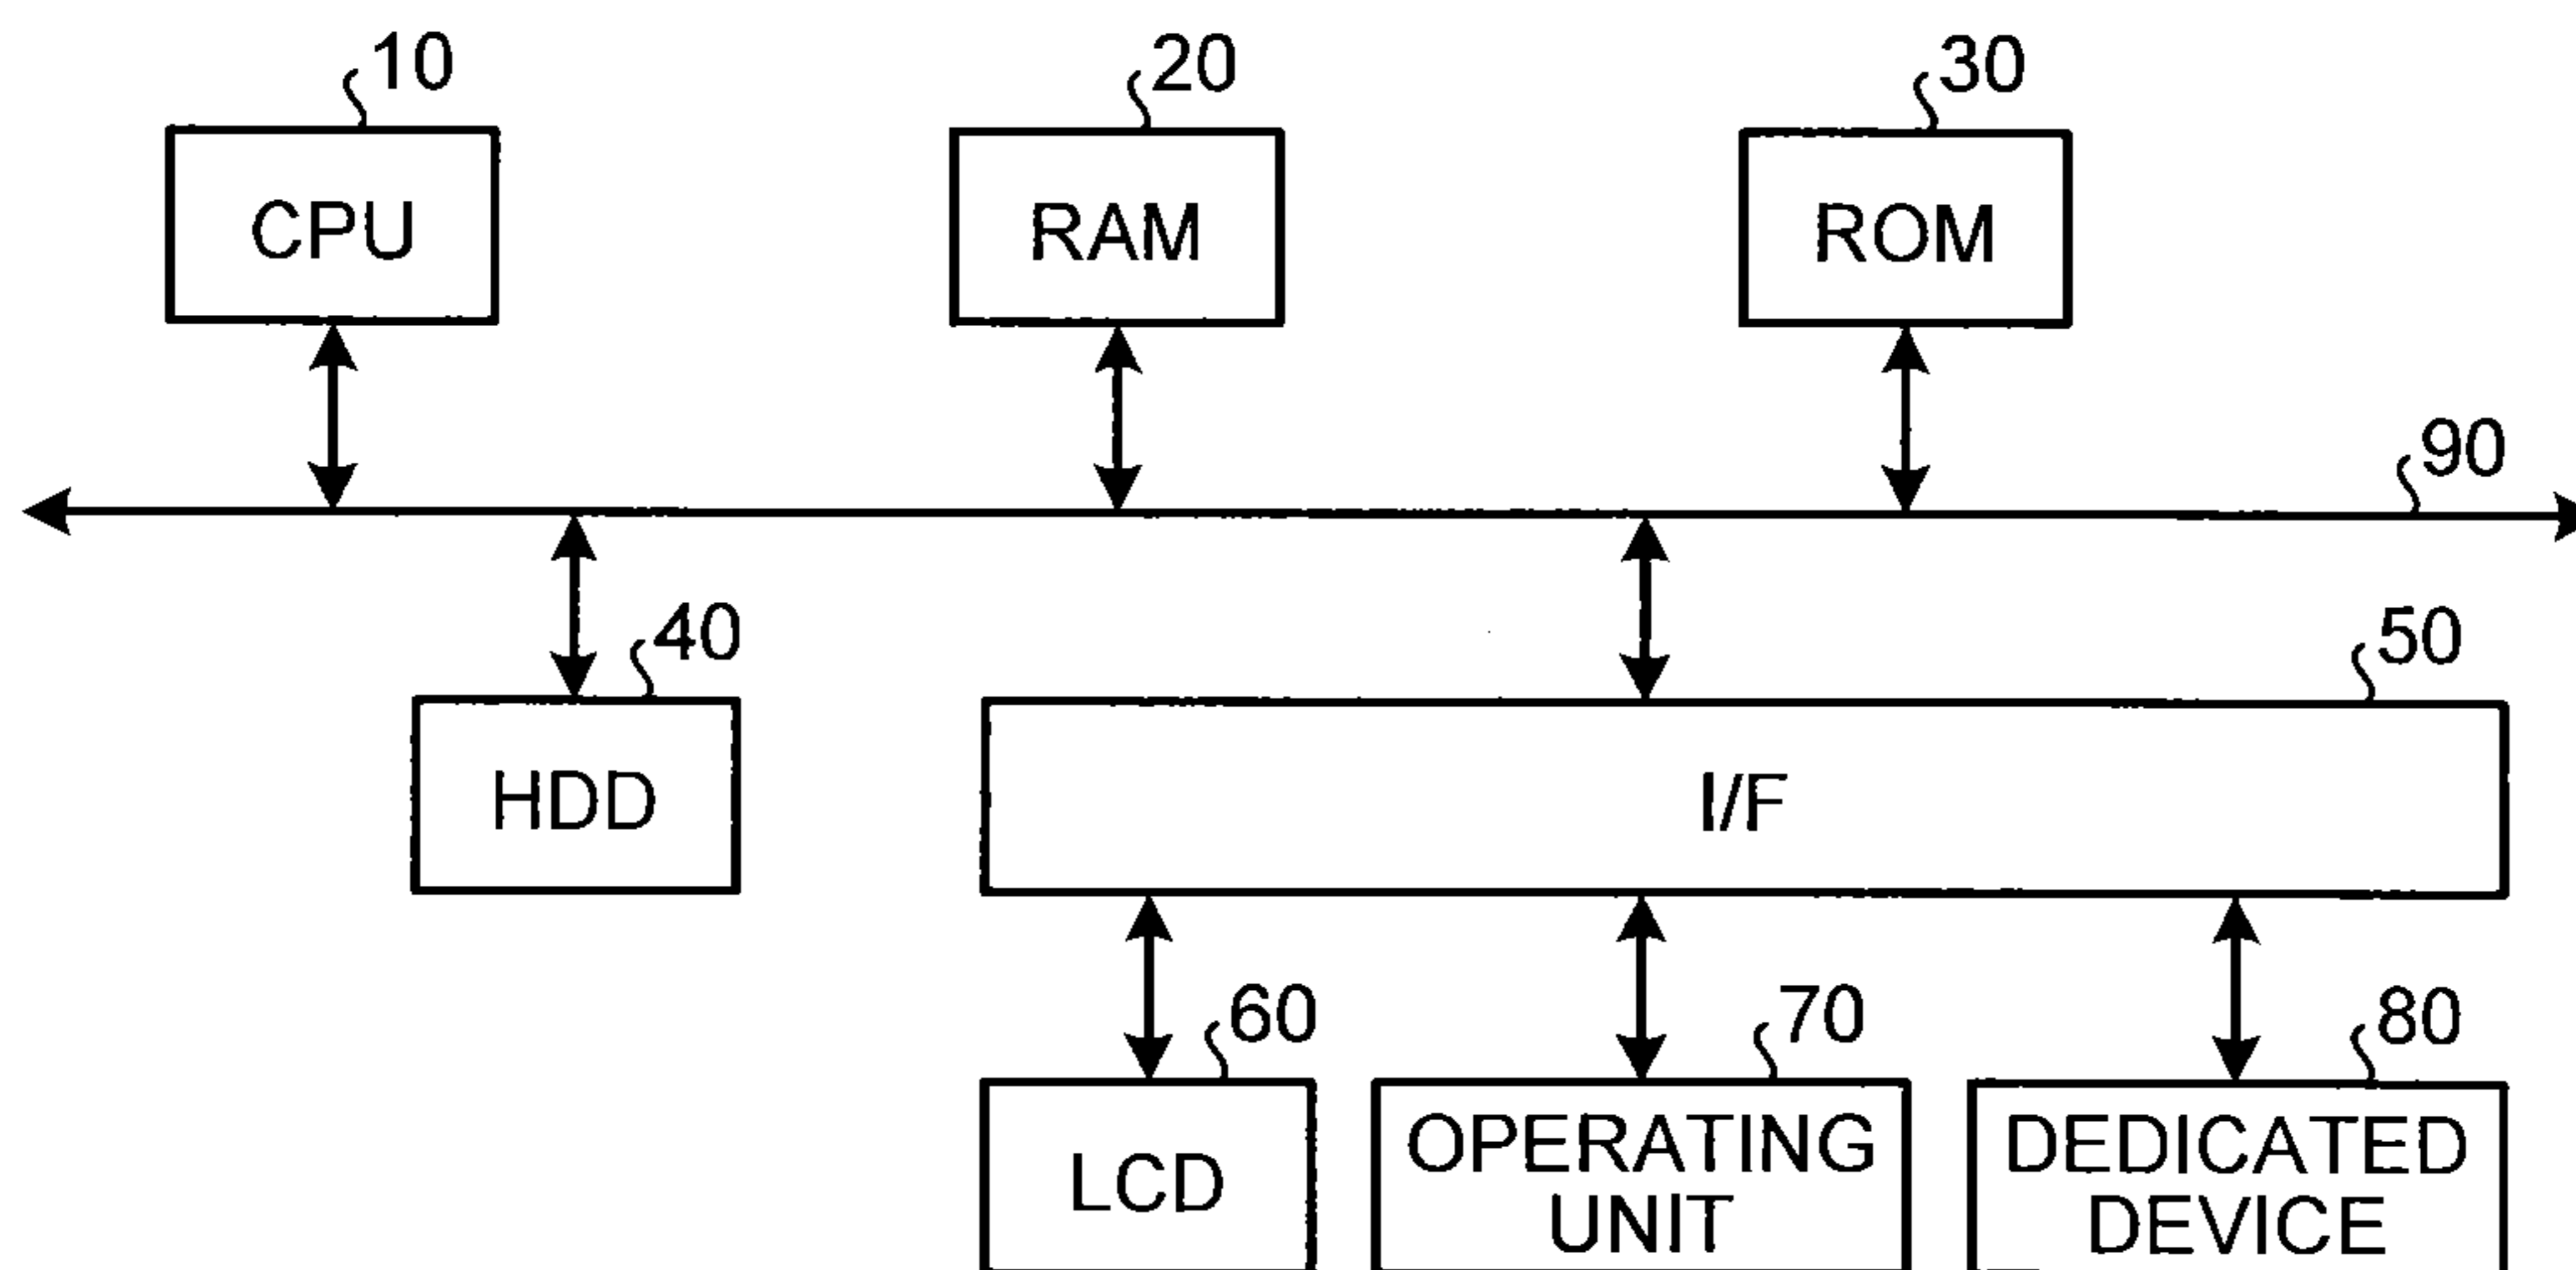 10
20
30
CPU
RAM
ROM
90
40
50
HDD
I/F
60
70
80
LCD
OPERATING
UNIT
DEDICATED
DEVICE